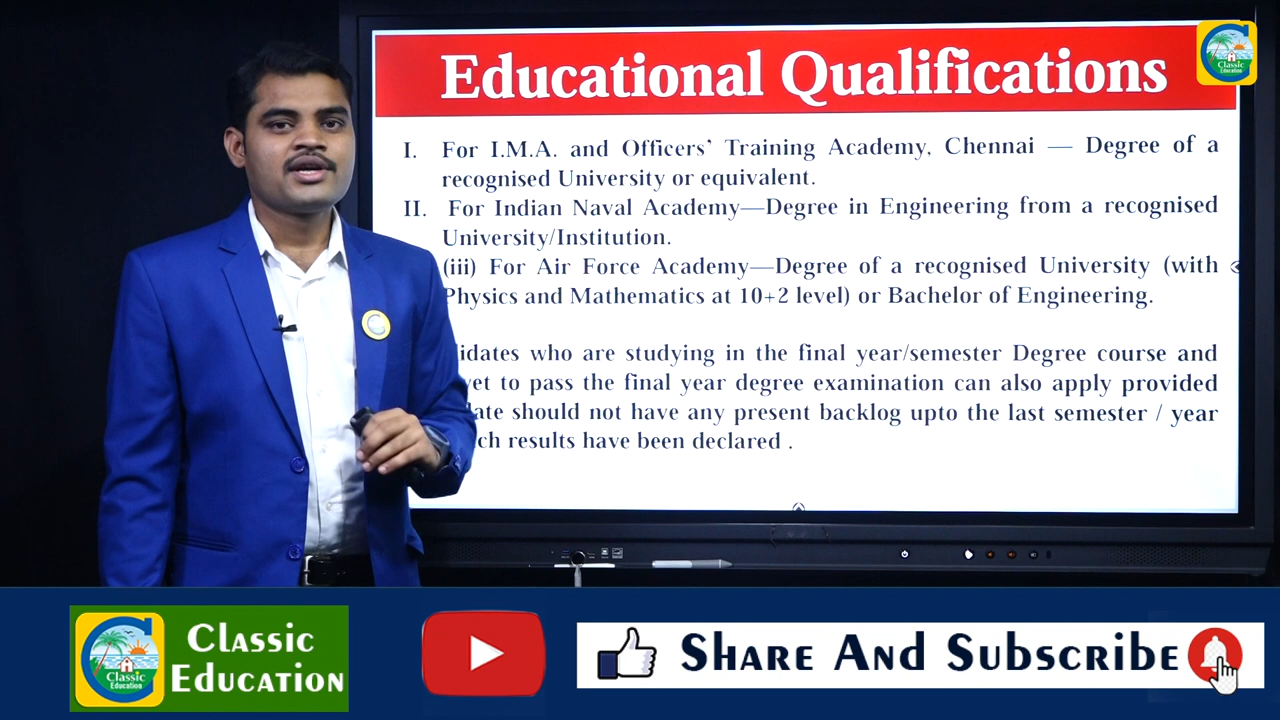 Educational Qualifications
Classic
Education
I. For I.M.A. and Officers' Training Academy, Chennai — Degree of a
recognised University or equivalent.
II. For Indian Naval Academy—Degree in Engineering from a recognised
University/Institution.
(iii) For Air Force Academy—Degree of a recognised University (with
Physics and Mathematics at 10+2 level) or Bachelor of Engineering.
who are studying in the final year/semester Degree course and
to pass the final year degree examination can also apply provided
should not have any present backlog upto the last semester / year
results have been declared .
Classic
Education
Classic
Education
Share And Subscribe